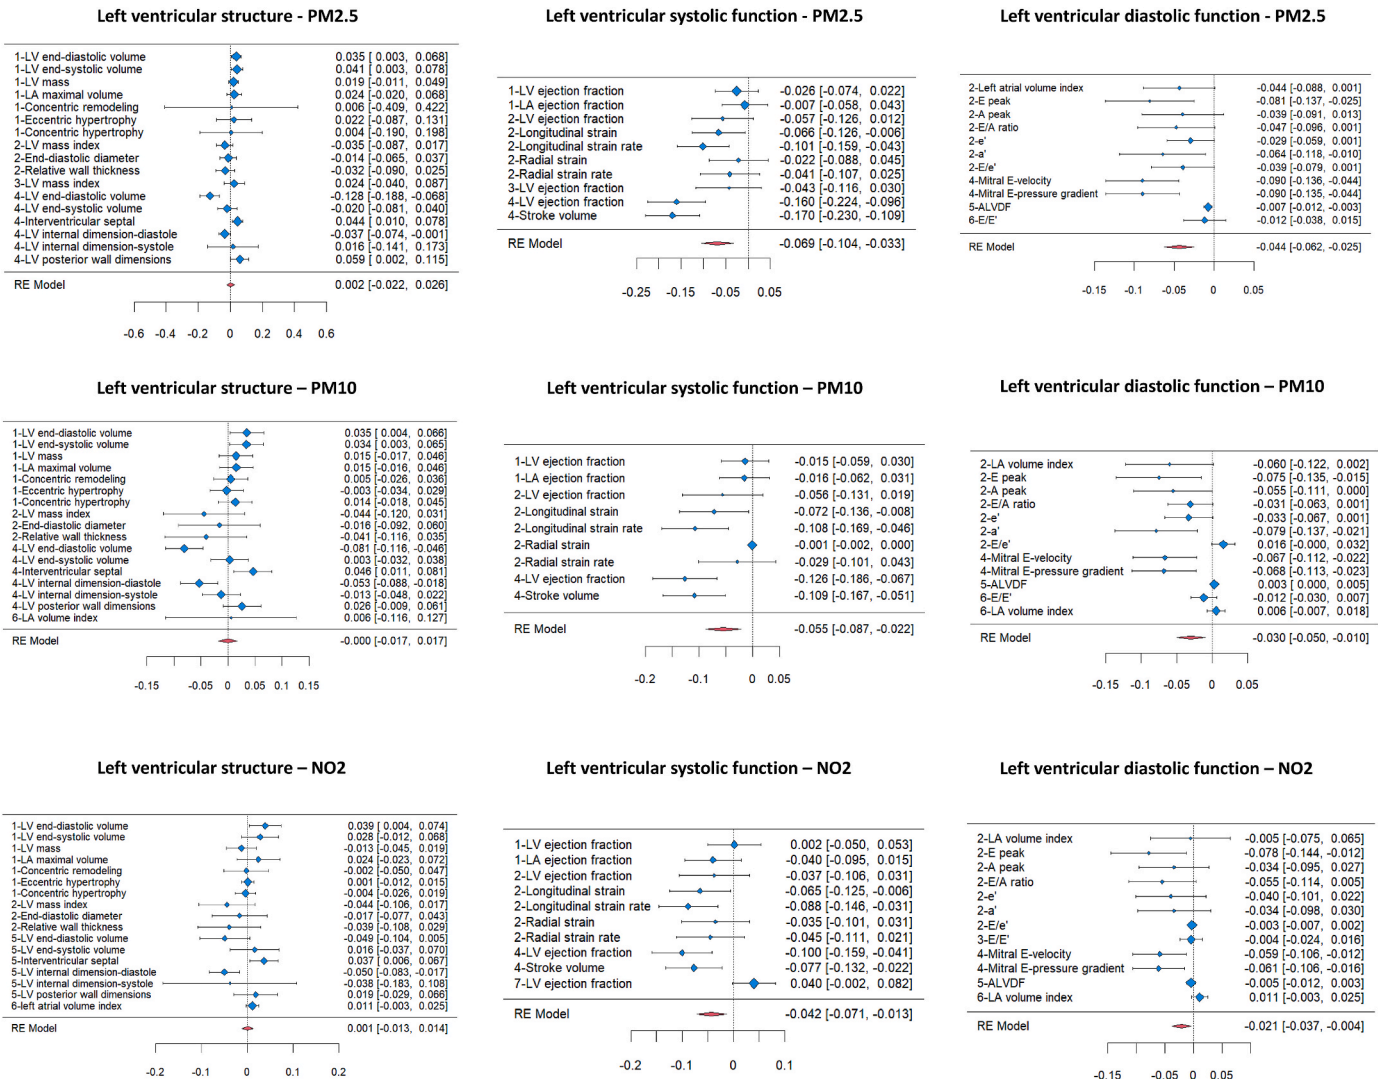 Left ventricular structure - PM2.5
1-LV end-diastolic volume 0.035 [ 0.003, 0.068]
1-LV end-systolic volume 0.041 [ 0.003, 0.078]
1-LV mass 0.019 [-0.011, 0.049]
1-LA maximal volume 0.024 [-0.020, 0.068]
1-Concentric remodeling 0.006 [-0.409, 0.422]
1-Eccentric hypertrophy 0.022 [-0.087, 0.131]
1-Concentric hypertrophy 0.004 [-0.190, 0.198]
2-LV mass index -0.035 [-0.087, 0.017]
2-End-diastolic diameter -0.014 [-0.065, 0.037]
2-Relative wall thickness -0.032 [-0.090, 0.025]
3-LV mass index 0.024 [-0.040, 0.087]
4-LV end-diastolic volume -0.128 [-0.188, -0.068]
4-LV end-systolic volume -0.020 [-0.081, 0.040]
4-Interventricular septal 0.044 [ 0.010, 0.078]
4-LV internal dimension-diastole -0.037 [-0.074, -0.001]
4-LV internal dimension-systole 0.016 [-0.141, 0.173]
4-LV posterior wall dimensions 0.059 [ 0.002, 0.115]
RE Model 0.002 [-0.022, 0.026]
-0.6 -0.4 -0.2 0 0.2 0.4 0.6
Left ventricular systolic function - PM2.5
1-LV ejection fraction -0.026 [-0.074, 0.022]
1-LA ejection fraction -0.007 [-0.058, 0.043]
2-LV ejection fraction -0.057 [-0.126, 0.012]
2-Longitudinal strain -0.066 [-0.126, -0.006]
2-Longitudinal strain rate -0.101 [-0.159, -0.043]
2-Radial strain -0.022 [-0.088, 0.045]
2-Radial strain rate -0.041 [-0.107, 0.025]
3-LV ejection fraction -0.043 [-0.116, 0.030]
4-LV ejection fraction -0.160 [-0.224, -0.096]
4-Stroke volume -0.170 [-0.230, -0.109]
RE Model -0.069 [-0.104, -0.033]
-0.25 -0.15 -0.05 0.05
Left ventricular diastolic function - PM2.5
2-Left atrial volume index -0.044 [-0.088, 0.001]
2-E peak -0.081 [-0.137, -0.025]
2-A peak -0.039 [-0.091, 0.013]
2-E/A ratio -0.047 [-0.096, 0.001]
2-e' -0.029 [-0.059, 0.001]
2-a' -0.064 [-0.118, -0.010]
2-E/e' -0.039 [-0.079, 0.001]
4-Mitral E-velocity -0.090 [-0.136, -0.044]
4-Mitral E-pressure gradient -0.090 [-0.135, -0.044]
5-ALVDF -0.007 [-0.012, -0.003]
6-E/E' -0.012 [-0.038, 0.015]
RE Model -0.044 [-0.062, -0.025]
-0.15 -0.1 -0.05 0 0.05
Left ventricular structure – PM10
1-LV end-diastolic volume 0.035 [ 0.004, 0.066]
1-LV end-systolic volume 0.034 [ 0.003, 0.065]
1-LV mass 0.015 [-0.017, 0.046]
1-LA maximal volume 0.015 [-0.016, 0.046]
1-Concentric remodeling 0.005 [-0.026, 0.036]
1-Eccentric hypertrophy -0.003 [-0.034, 0.029]
1-Concentric hypertrophy 0.014 [-0.018, 0.045]
2-LV mass index -0.044 [-0.120, 0.031]
2-End-diastolic diameter -0.016 [-0.092, 0.060]
2-Relative wall thickness -0.041 [-0.116, 0.035]
4-LV end-diastolic volume -0.081 [-0.116, -0.046]
4-LV end-systolic volume 0.003 [-0.032, 0.038]
4-Interventricular septal 0.046 [ 0.011, 0.081]
4-LV internal dimension-diastole -0.053 [-0.088, -0.018]
4-LV internal dimension-systole -0.013 [-0.048, 0.022]
4-LV posterior wall dimensions 0.026 [-0.009, 0.061]
6-LA volume index 0.006 [-0.116, 0.127]
RE Model -0.000 [-0.017, 0.017]
-0.15 -0.05 0 0.05 0.1 0.15
Left ventricular systolic function – PM10
1-LV ejection fraction -0.015 [-0.059, 0.030]
1-LA ejection fraction -0.016 [-0.062, 0.031]
2-LV ejection fraction -0.056 [-0.131, 0.019]
2-Longitudinal strain -0.072 [-0.136, -0.008]
2-Longitudinal strain rate -0.108 [-0.169, -0.046]
2-Radial strain -0.001 [-0.002, 0.000]
2-Radial strain rate -0.029 [-0.101, 0.043]
4-LV ejection fraction -0.126 [-0.186, -0.067]
4-Stroke volume -0.109 [-0.167, -0.051]
RE Model -0.055 [-0.087, -0.022]
-0.2 -0.1 0 0.05
Left ventricular diastolic function – PM10
2-LA volume index -0.060 [-0.122, 0.002]
2-E peak -0.075 [-0.135, -0.015]
2-A peak -0.055 [-0.111, 0.000]
2-E/A ratio -0.031 [-0.063, 0.001]
2-e' -0.033 [-0.067, 0.001]
2-a' -0.079 [-0.137, -0.021]
2-E/e' 0.016 [-0.000, 0.032]
4-Mitral E-velocity -0.067 [-0.112, -0.022]
4-Mitral E-pressure gradient -0.068 [-0.113, -0.023]
5-ALVDF 0.003 [ 0.000, 0.005]
6-E/E' -0.012 [-0.030, 0.007]
6-LA volume index 0.006 [-0.007, 0.018]
RE Model -0.030 [-0.050, -0.010]
-0.15 -0.1 -0.05 0 0.05
Left ventricular structure – NO2
1-LV end-diastolic volume 0.039 [ 0.004, 0.074]
1-LV end-systolic volume 0.028 [-0.012, 0.068]
1-LV mass -0.013 [-0.045, 0.019]
1-LA maximal volume 0.024 [-0.023, 0.072]
1-Concentric remodeling -0.002 [-0.050, 0.047]
1-Eccentric hypertrophy 0.001 [-0.012, 0.015]
1-Concentric hypertrophy -0.004 [-0.026, 0.019]
2-LV mass index -0.044 [-0.106, 0.017]
2-End-diastolic diameter -0.017 [-0.077, 0.043]
2-Relative wall thickness -0.039 [-0.108, 0.029]
5-LV end-diastolic volume -0.049 [-0.104, 0.005]
5-LV end-systolic volume 0.016 [-0.037, 0.070]
5-Interventricular septal 0.037 [ 0.006, 0.067]
5-LV internal dimension-diastole -0.050 [-0.083, -0.017]
5-LV internal dimension-systole -0.038 [-0.183, 0.108]
5-LV posterior wall dimensions 0.019 [-0.029, 0.066]
6-left atrial volume index 0.011 [-0.003, 0.025]
RE Model 0.001 [-0.013, 0.014]
-0.2 -0.1 0 0.1 0.2
Left ventricular systolic function – NO2
1-LV ejection fraction 0.002 [-0.050, 0.053]
1-LA ejection fraction -0.040 [-0.095, 0.015]
2-LV ejection fraction -0.037 [-0.106, 0.031]
2-Longitudinal strain -0.065 [-0.125, -0.006]
2-Longitudinal strain rate -0.088 [-0.146, -0.031]
2-Radial strain -0.035 [-0.101, 0.031]
2-Radial strain rate -0.045 [-0.111, 0.021]
4-LV ejection fraction -0.100 [-0.159, -0.041]
4-Stroke volume -0.077 [-0.132, -0.022]
7-LV ejection fraction 0.040 [-0.002, 0.082]
RE Model -0.042 [-0.071, -0.013]
-0.2 -0.1 0 0.1
Left ventricular diastolic function – NO2
2-LA volume index -0.005 [-0.075, 0.065]
2-E peak -0.078 [-0.144, -0.012]
2-A peak -0.034 [-0.095, 0.027]
2-E/A ratio -0.055 [-0.114, 0.005]
2-e' -0.040 [-0.101, 0.022]
2-a' -0.034 [-0.098, 0.030]
2-E/e' -0.003 [-0.007, 0.002]
3-E/E' -0.004 [-0.024, 0.016]
4-Mitral E-velocity -0.059 [-0.106, -0.012]
4-Mitral E-pressure gradient -0.061 [-0.106, -0.016]
5-ALVDF -0.005 [-0.012, 0.003]
6-LA volume index 0.011 [-0.003, 0.025]
RE Model -0.021 [-0.037, -0.004]
-0.15 -0.05 0 0.05